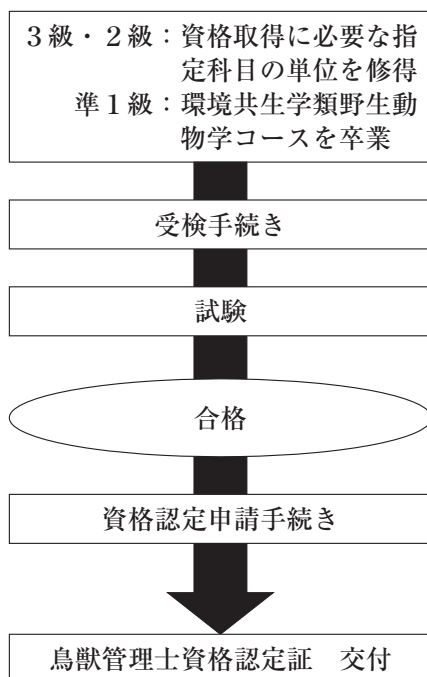 ３級・２級：資格取得に必要な指
定科目の単位を修得
準１級：環境共生学類野生動
物学コースを卒業
受検手続き
試験
合格
資格認定申請手続き
鳥獣管理士資格認定証　交付